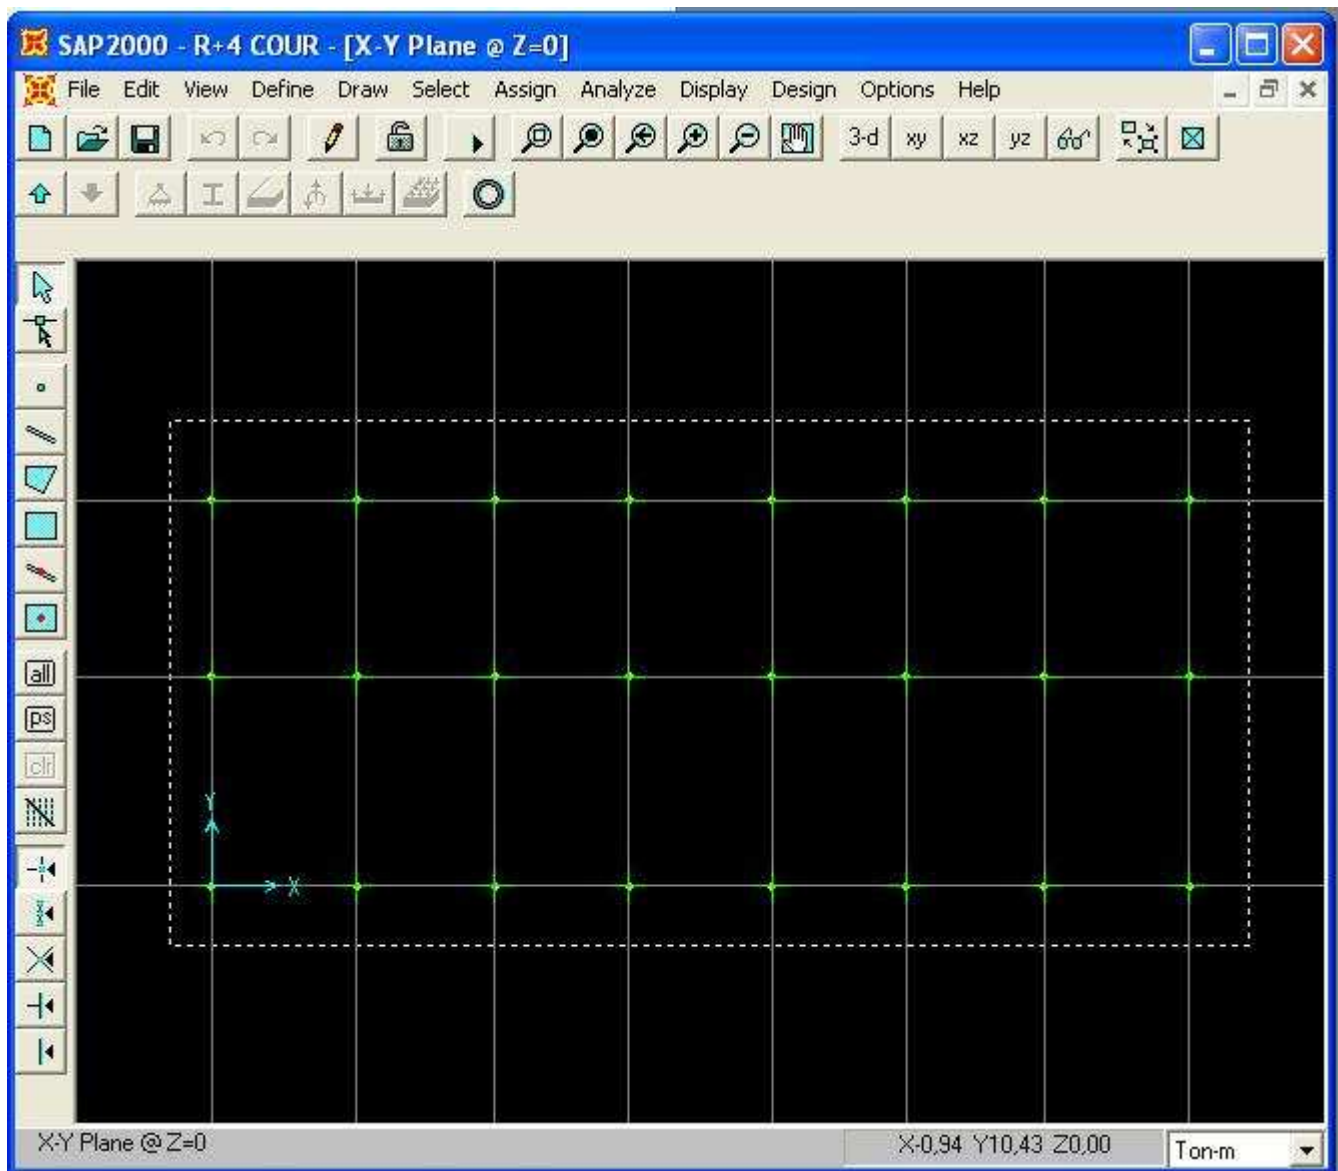 SAP2000 - R+4 COUR - [X-Y Plane @ Z=0]
File Edit View Define Draw Select Assign Analyze Display Design Options Help
3-d xy xz yz
all
ps
clr
Y
X
X-Y Plane @ Z=0 X-0,94 Y10,43 Z0,00 Ton-m